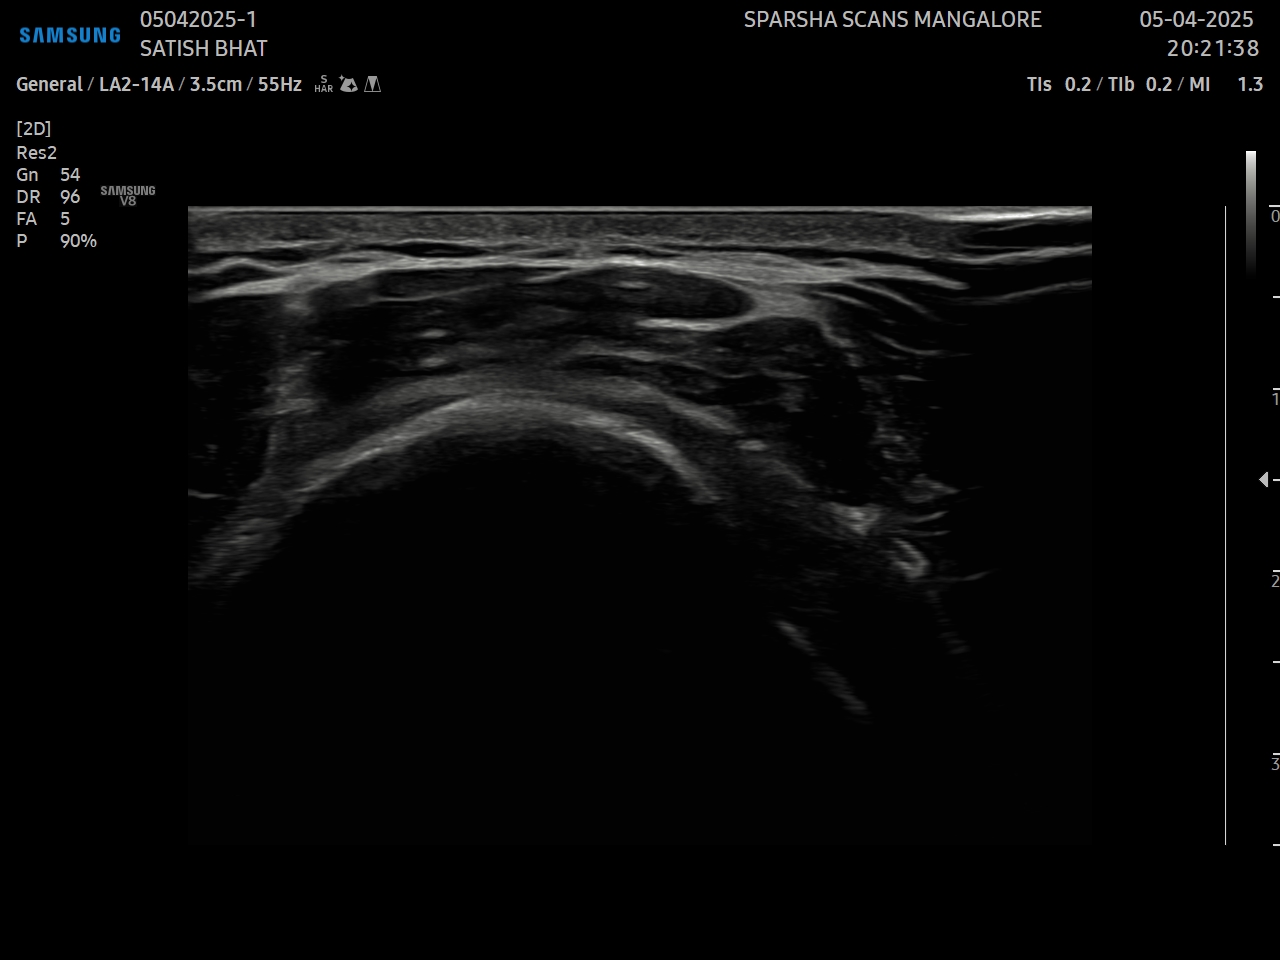 SAMSUNG
05042025-1
SATISH BHAT
SPARSHA SCANS MANGALORE
05-04-2025
20:21:38
General / LA2-14A / 3.5cm / 55Hz
S
HAR
TIs 0.2 / TIb 0.2 / MI 1.3
[2D]
Res2
Gn 54
DR 96
FA 5
P 90%
SAMSUNG
V8
0
1
2
3